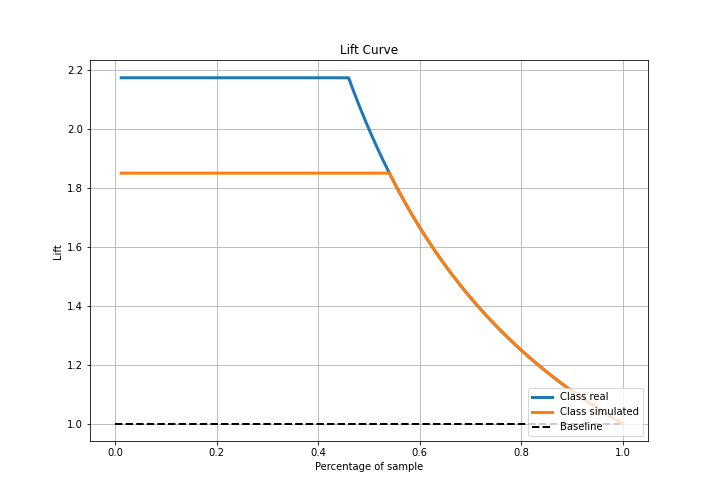 Lift Curve
2.2
2.0
1.8
1.6
1.4
1.2
1.0
Lift
0.0 0.2 0.4 0.6 0.8 1.0
Percentage of sample
Class real
Class simulated
Baseline